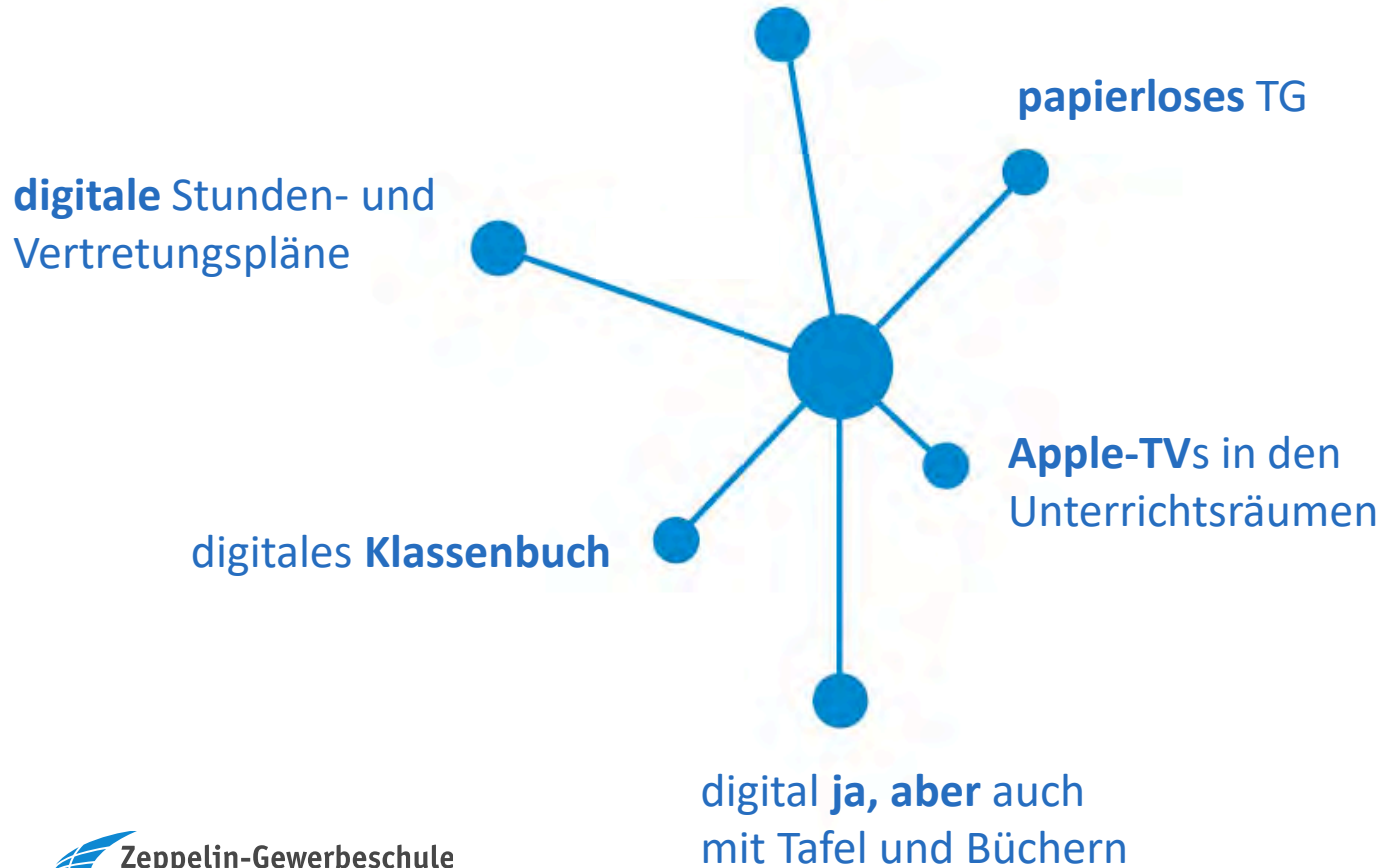 papierloses TG
digitale Stunden- und
Vertretungspläne
Apple-TVs in den
Unterrichtsräumen
digitales Klassenbuch
digital ja, aber auch
mit Tafel und Büchern
Zeppelin-Gewerbeschule